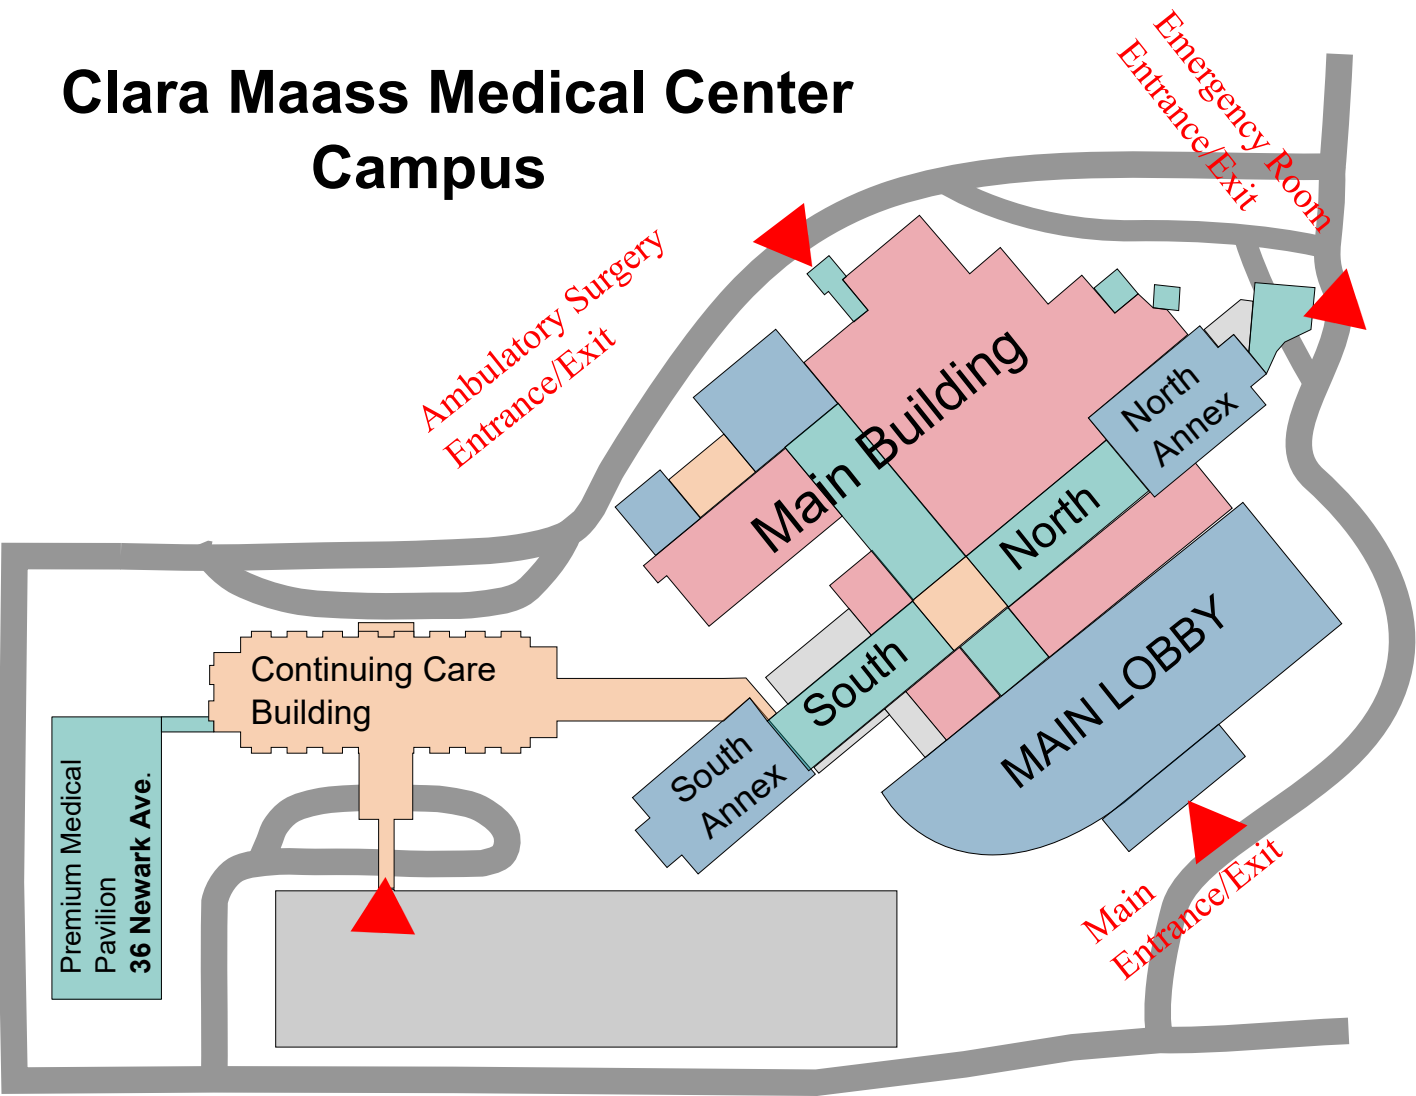 Clara Maass Medical Center
Campus
Emergency Room
Entrance/Exit
Ambulatory Surgery
Entrance/Exit
Main Building
North
Annex
North
South
MAIN LOBBY
Continuing Care
Building
South
Annex
Premium Medical
Pavilion
36 Newark Ave.
Main
Entrance/Exit